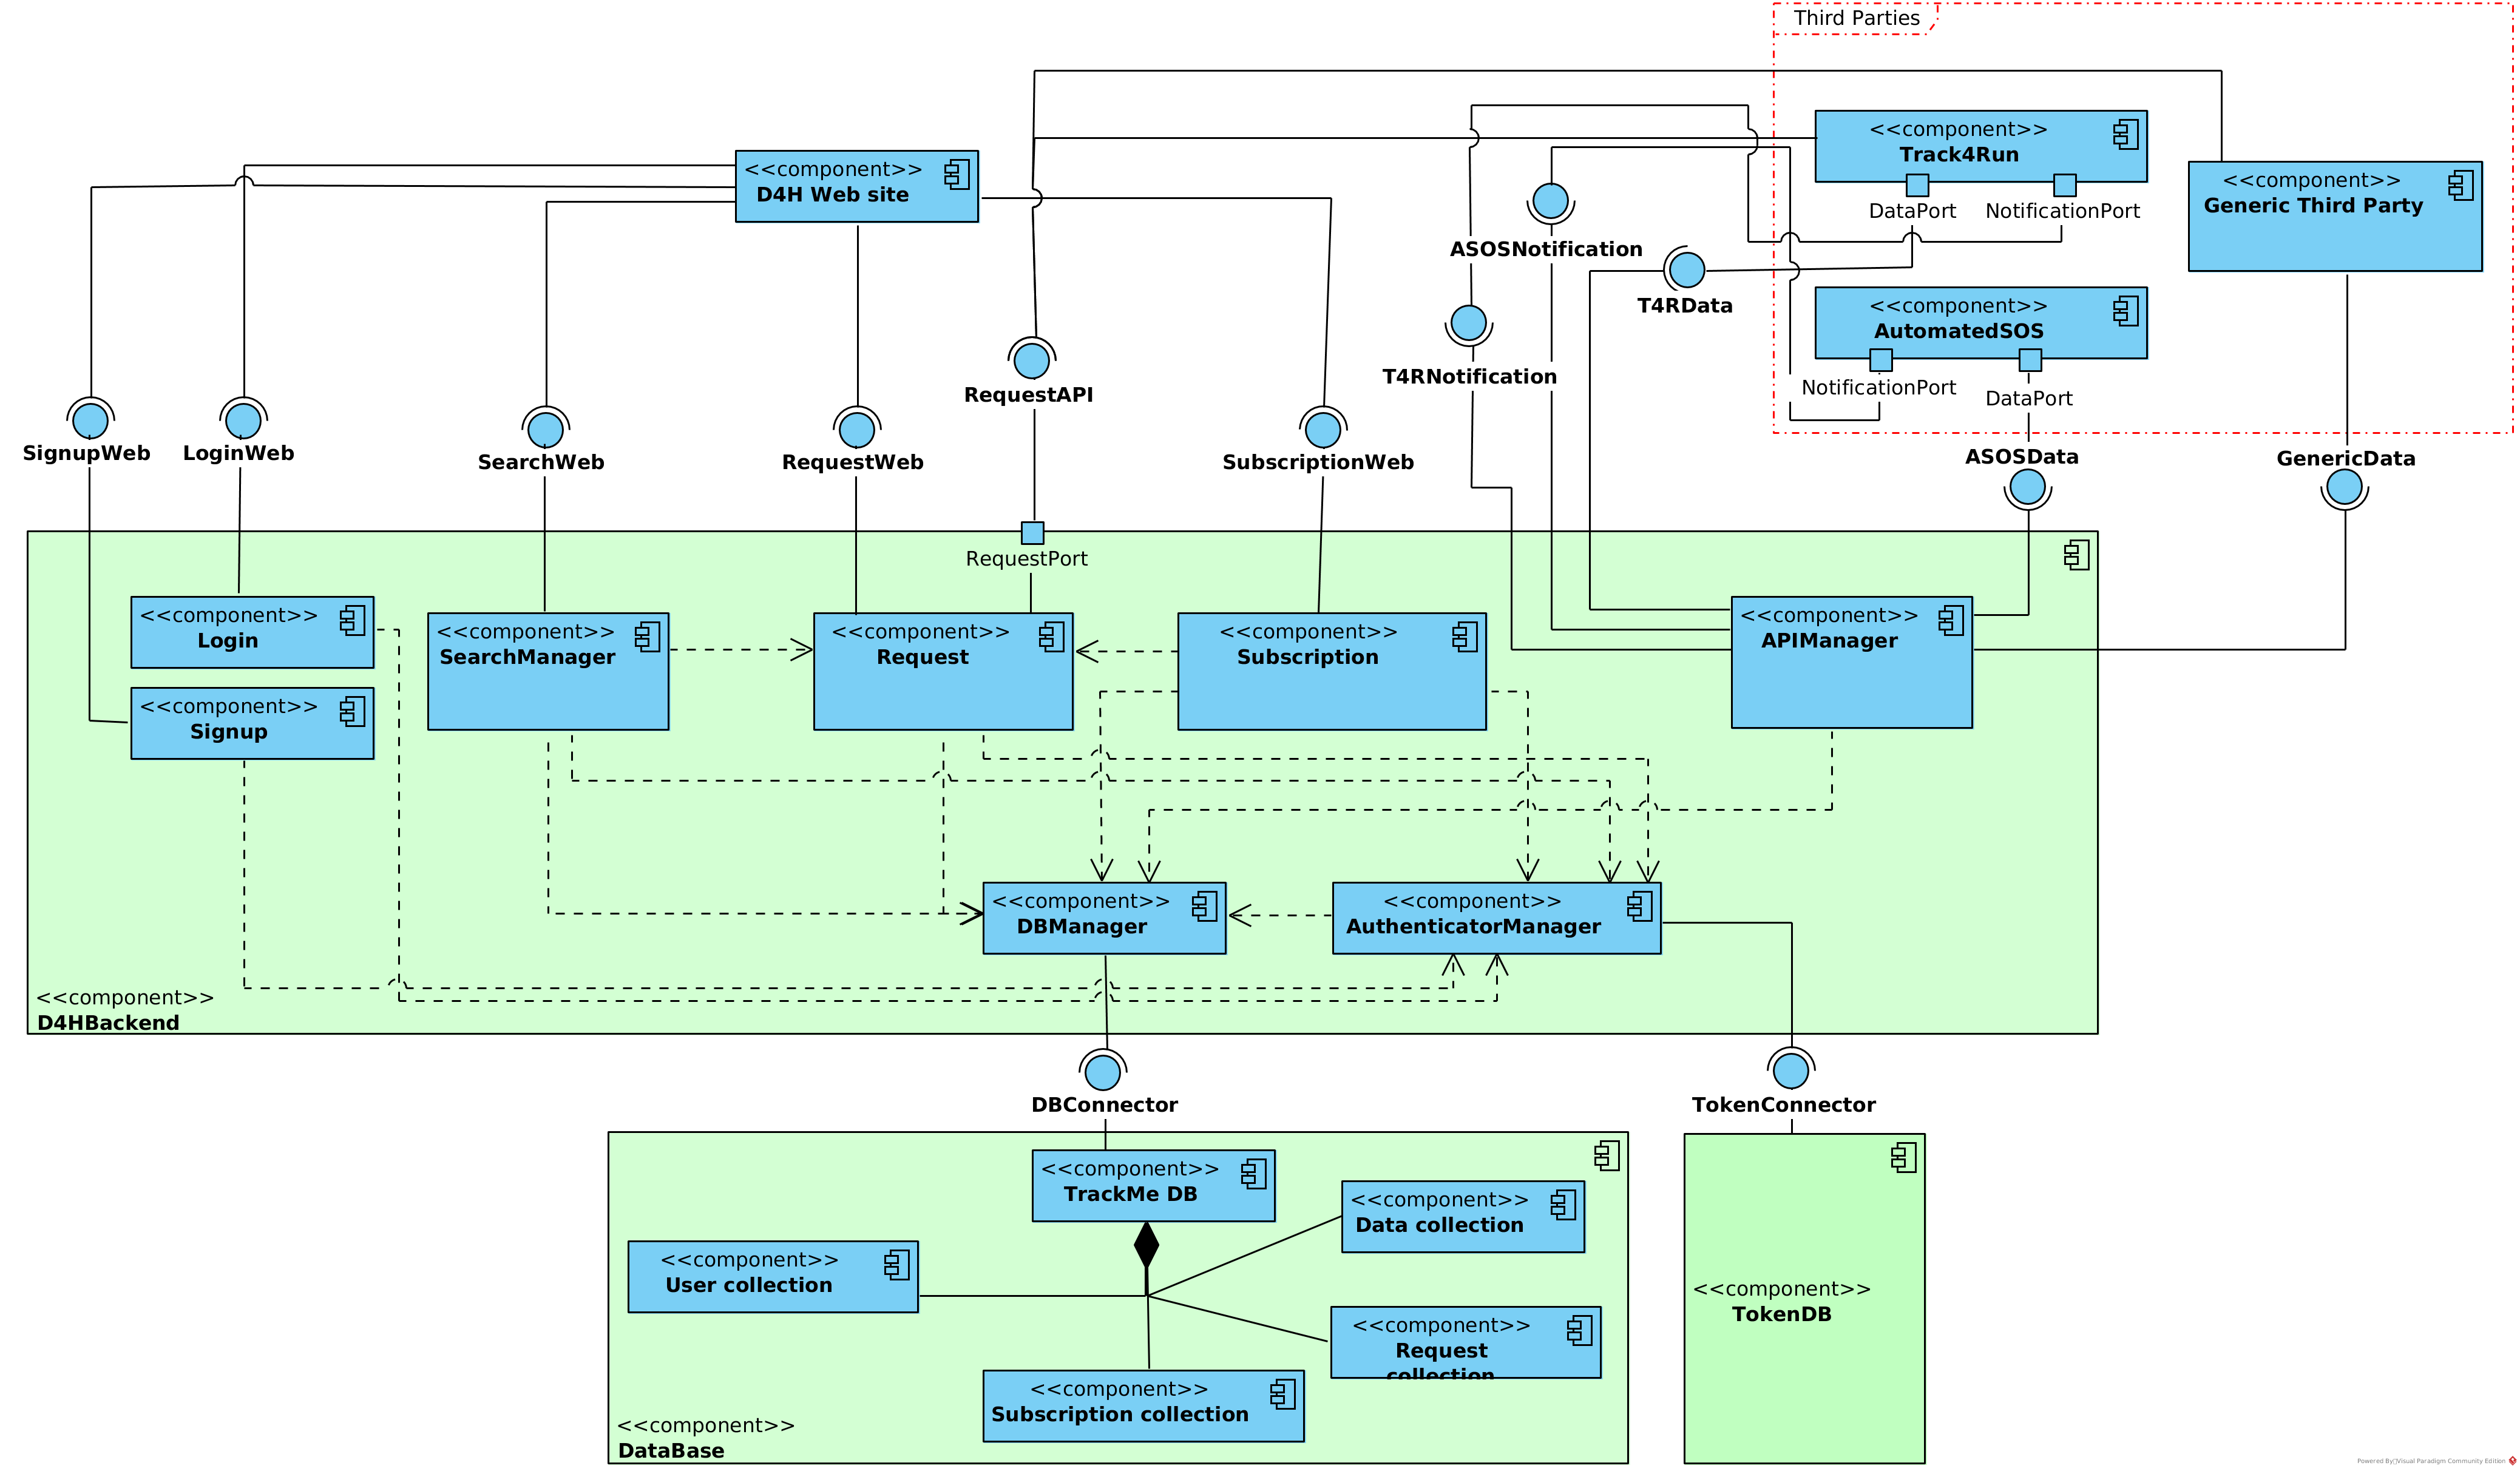 Third Parties
<<component>>
Track4Run
DataPort
NotificationPort
<<component>>
D4H Web site
<<component>>
Generic Third Party
ASOSNotification
T4RData
<<component>>
AutomatedSOS
NotificationPort
DataPort
T4RNotification
RequestAPI
SignupWeb
LoginWeb
SearchWeb
RequestWeb
SubscriptionWeb
ASOSData
GenericData
RequestPort
<<component>>
Login
<<component>>
SearchManager
<<component>>
Request
<<component>>
Subscription
<<component>>
APIManager
<<component>>
Signup
<<component>>
DBManager
<<component>>
AuthenticatorManager
<<component>>
D4HBackend
DBConnector
TokenConnector
<<component>>
TrackMe DB
<<component>>
Data collection
<<component>>
User collection
<<component>>
Request
collection
<<component>>
Subscription collection
<<component>>
DataBase
<<component>>
TokenDB
Powered By Visual Paradigm Community Edition